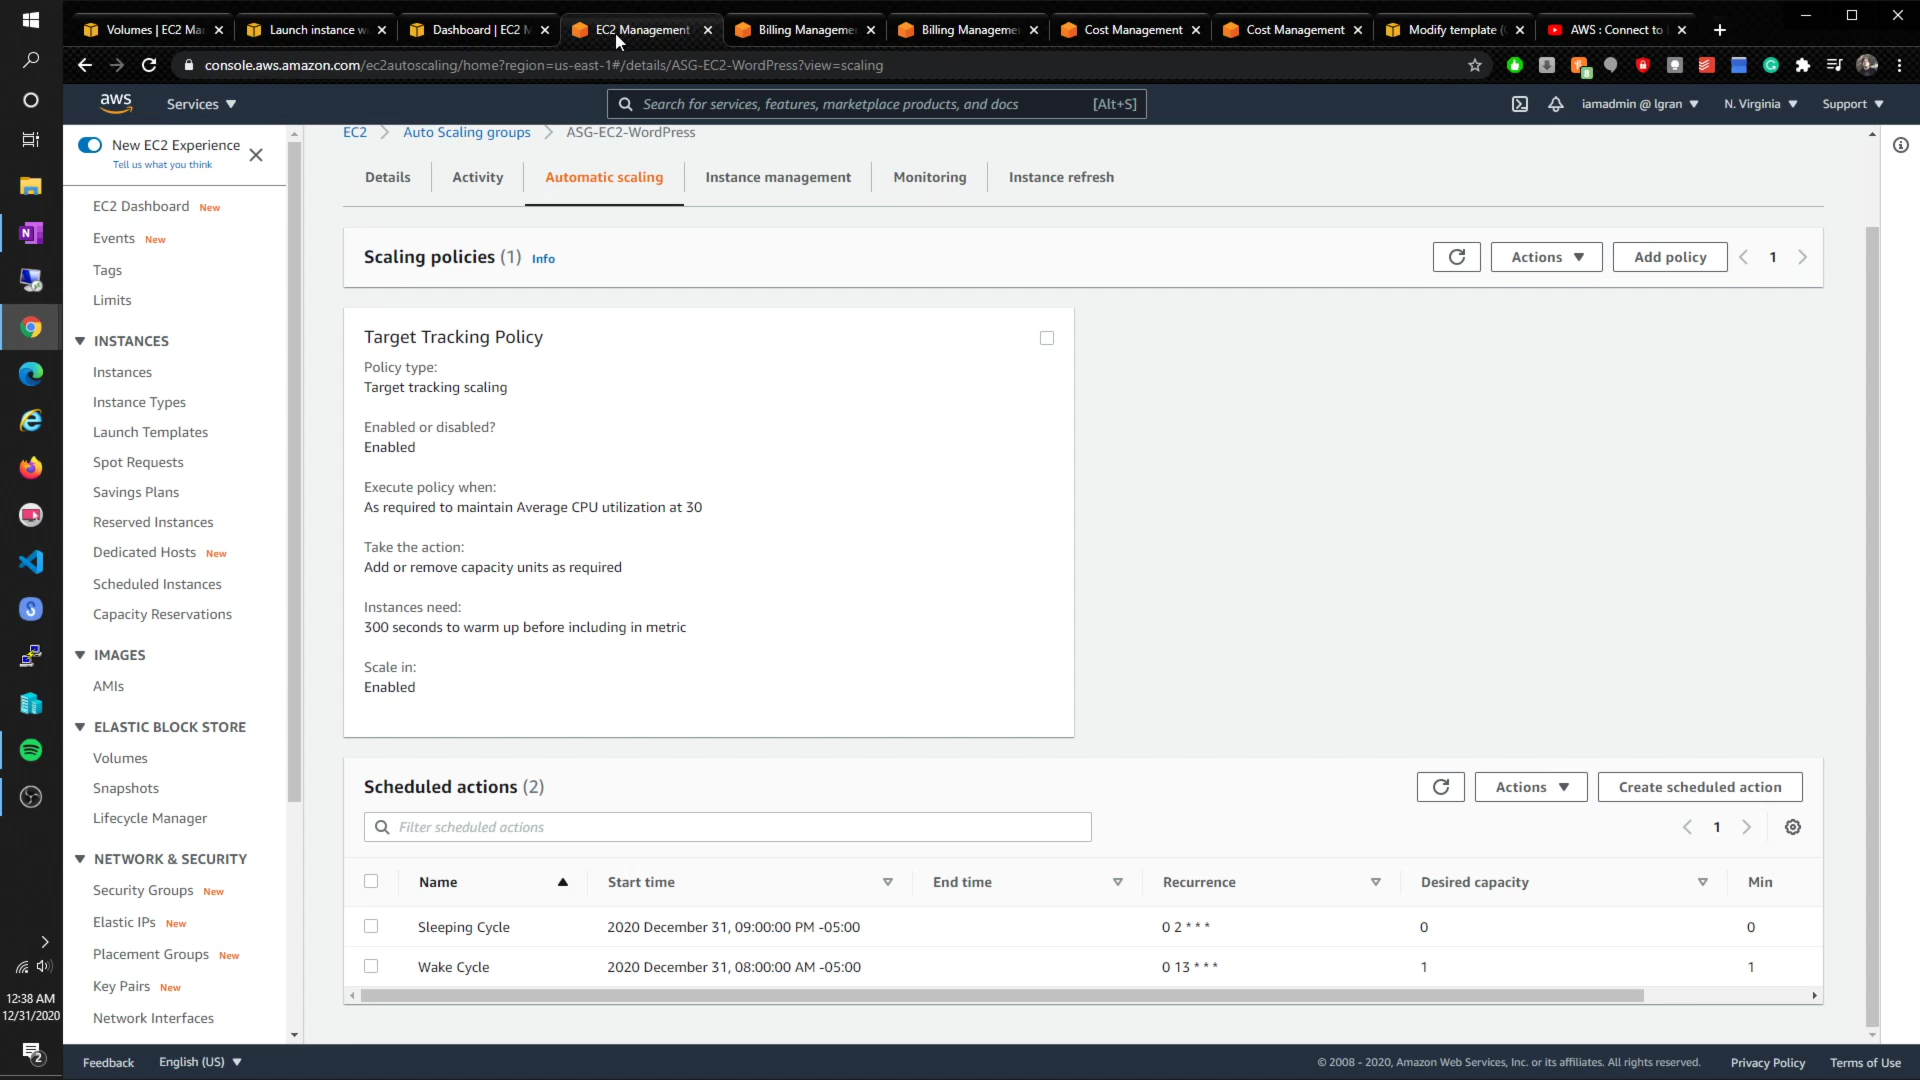 Volumes | EC2 Mar
Launch instance w
Dashboard | EC2 M
EC2 Management
Billing Manageme
Billing Manageme
Cost Management
Cost Management
Modify template (
AWS : Connect to
console.aws.amazon.com/ec2autoscaling/home?region=us-east-1#/details/ASG-EC2-WordPress?view=scaling
8
aws
Services
Search for services, features, marketplace products, and docs [Alt+S]
iamadmin @ lgran
N. Virginia
Support
New EC2 Experience
Tell us what you think
EC2 Dashboard New
Events New
Tags
Limits
INSTANCES
Instances
Instance Types
Launch Templates
Spot Requests
Savings Plans
Reserved Instances
Dedicated Hosts New
Scheduled Instances
Capacity Reservations
IMAGES
AMIs
ELASTIC BLOCK STORE
Volumes
Snapshots
Lifecycle Manager
NETWORK & SECURITY
Security Groups New
Elastic IPs New
Placement Groups New
Key Pairs New
Network Interfaces
EC2 > Auto Scaling groups > ASG-EC2-WordPress
Details
Activity
Automatic scaling
Instance management
Monitoring
Instance refresh
Scaling policies (1) Info
Actions
Add policy
1
Target Tracking Policy
Policy type:
Target tracking scaling
Enabled or disabled?
Enabled
Execute policy when:
As required to maintain Average CPU utilization at 30
Take the action:
Add or remove capacity units as required
Instances need:
300 seconds to warm up before including in metric
Scale in:
Enabled
Scheduled actions (2)
Actions
Create scheduled action
Filter scheduled actions
1
Name Start time End time Recurrence Desired capacity Min
Sleeping Cycle 2020 December 31, 09:00:00 PM -05:00 0 2 * * * 0 0
Wake Cycle 2020 December 31, 08:00:00 AM -05:00 0 13 * * * 1 1
12:38 AM
12/31/2020
2
Feedback
English (US)
© 2008 - 2020, Amazon Web Services, Inc. or its affiliates. All rights reserved.
Privacy Policy
Terms of Use